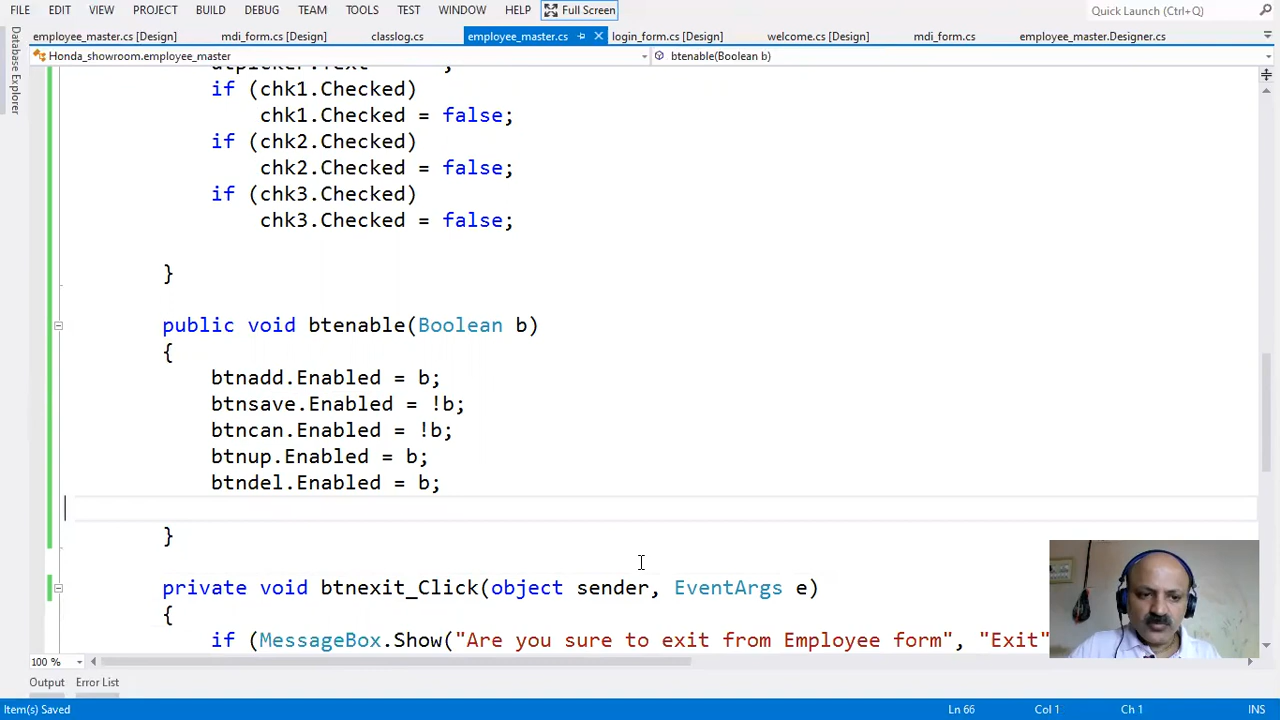 FILE EDIT VIEW PROJECT BUILD DEBUG TEAM TOOLS TEST WINDOW HELP Full Screen Quick Launch (Ctrl+Q)
employee_master.cs [Design] mdi_form.cs [Design] classlog.cs employee_master.cs login_form.cs [Design] welcome.cs [Design] mdi_form.cs employee_master.Designer.cs
Database Explorer
Honda_showroom.employee_master btenable(Boolean b)
if (chk1.Checked)
chk1.Checked = false;
if (chk2.Checked)
chk2.Checked = false;
if (chk3.Checked)
chk3.Checked = false;
}
public void btenable(Boolean b)
{
btnadd.Enabled = b;
btnsave.Enabled = !b;
btncan.Enabled = !b;
btnup.Enabled = b;
btndel.Enabled = b;
}
private void btnexit_Click(object sender, EventArgs e)
{
if (MessageBox.Show("Are you sure to exit from Employee form", "Exit"
100 %
Output Error List
Item(s) Saved Ln 66 Col 1 Ch 1 INS